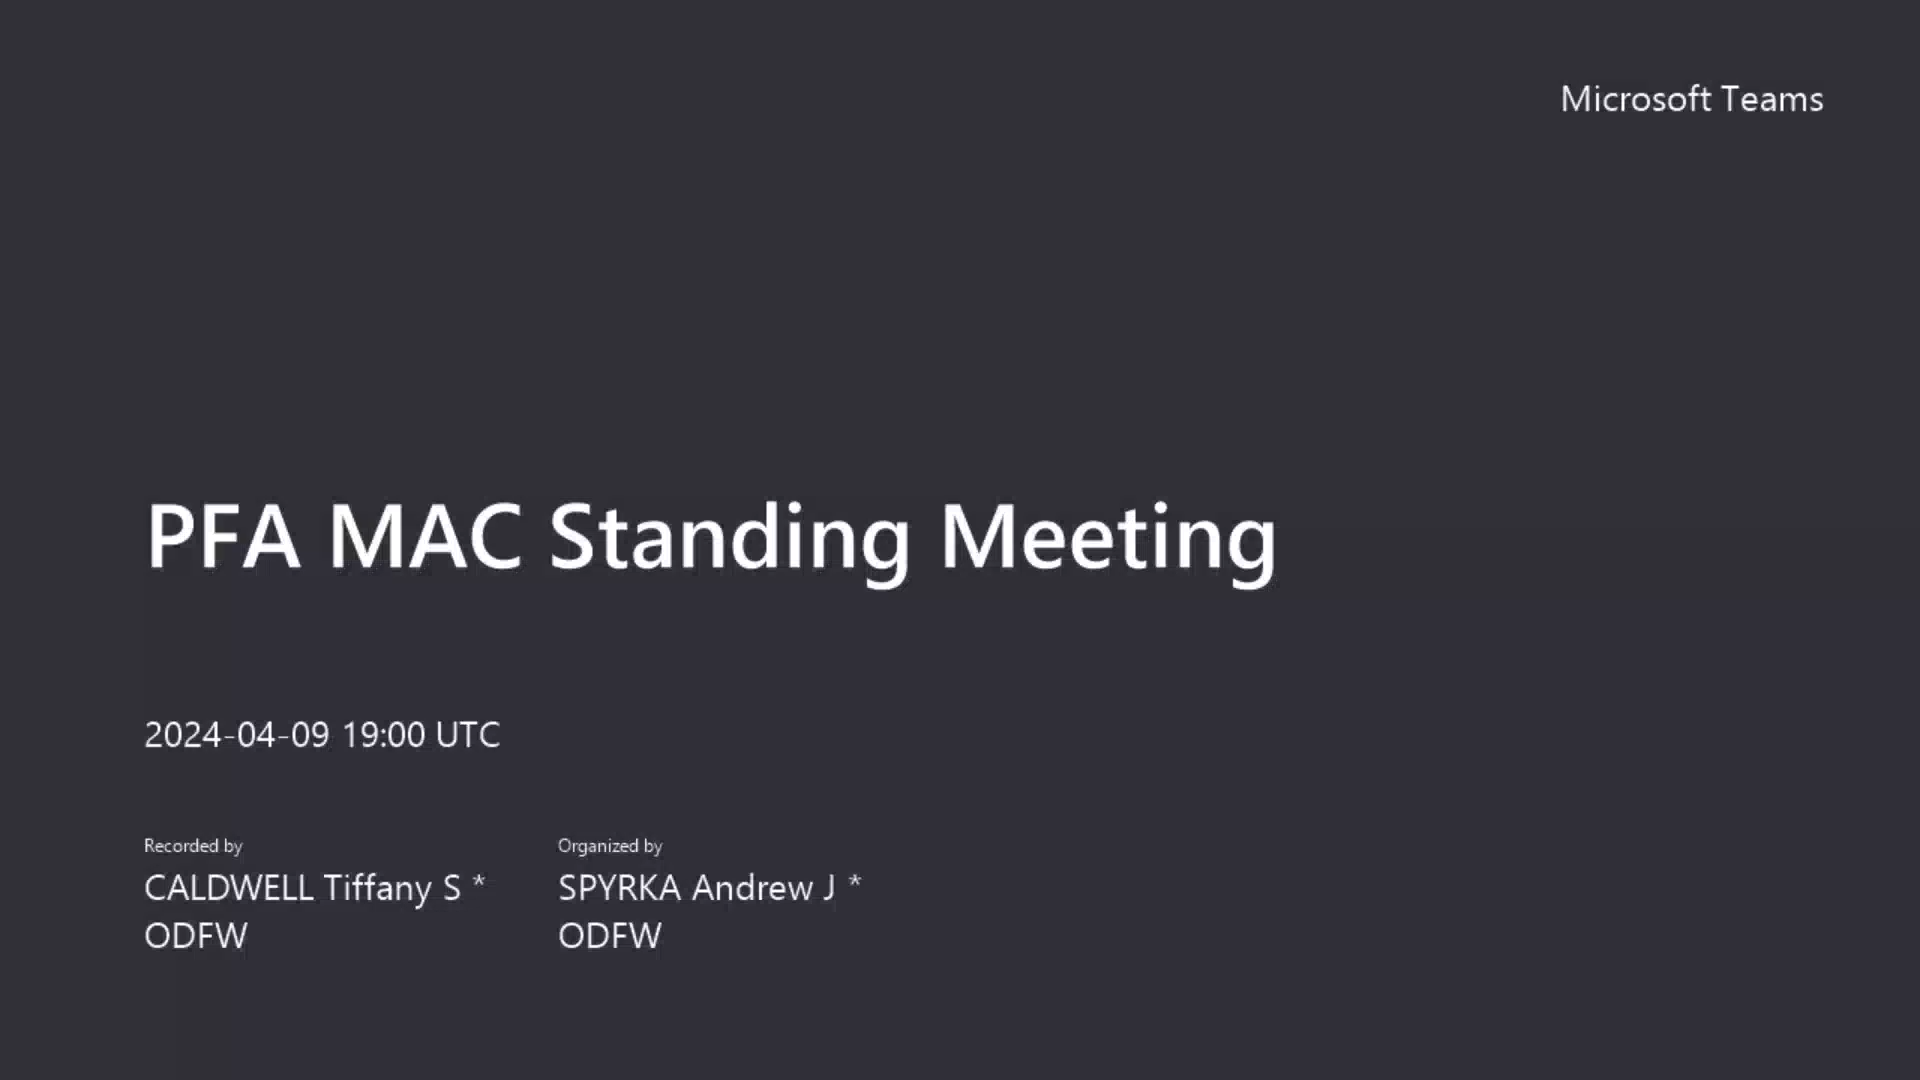 Microsoft Teams
PFA MAC Standing Meeting
2024-04-09 19:00 UTC
Recorded by
CALDWELL Tiffany S *
ODFW
Organized by
SPYRKA Andrew J *
ODFW